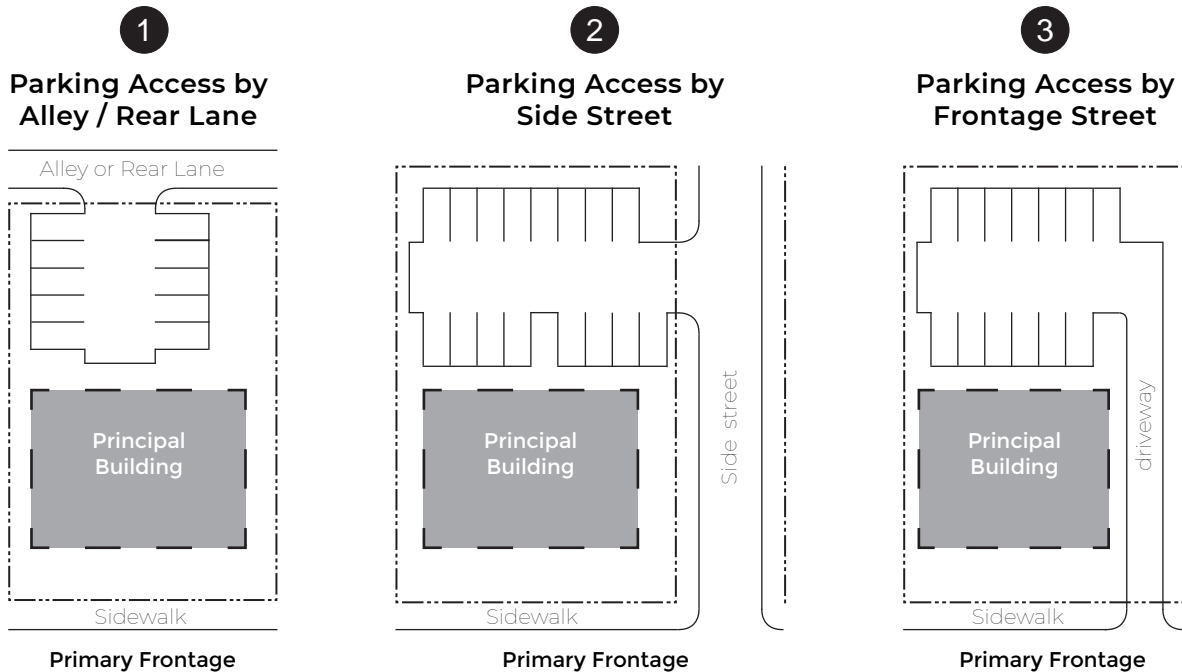 1
Parking Access by
Alley / Rear Lane
Alley or Rear Lane
Principal
Building
Sidewalk
Primary Frontage
2
Parking Access by
Side Street
Principal
Building
Side street
Sidewalk
Primary Frontage
3
Parking Access by
Frontage Street
Principal
Building
driveway
Sidewalk
Primary Frontage